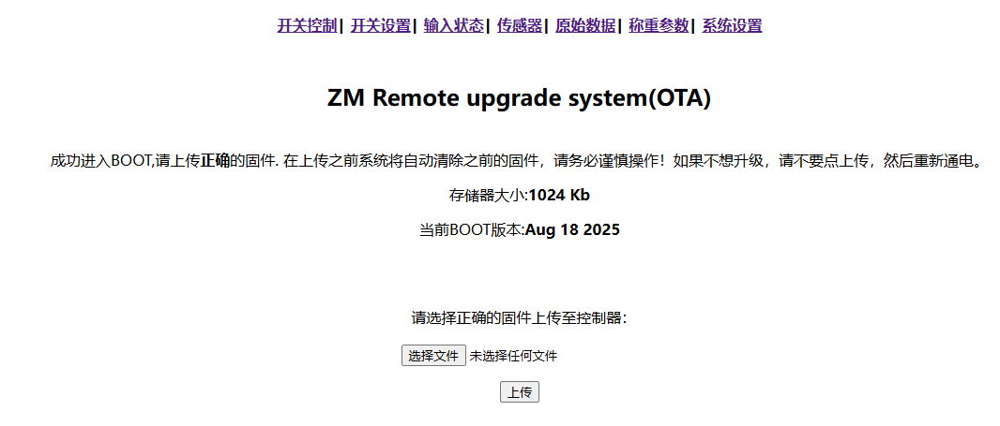 开关控制| 开关设置| 输入状态| 传感器| 原始数据| 称重参数| 系统设置
ZM Remote upgrade system(OTA)
成功进入BOOT,请上传正确的固件. 在上传之前系统将自动清除之前的固件，请务必谨慎操作！如果不想升级，请不要点上传，然后重新通电。
存储器大小:1024 Kb
当前BOOT版本:Aug 18 2025
请选择正确的固件上传至控制器：
选择文件 未选择任何文件
上传